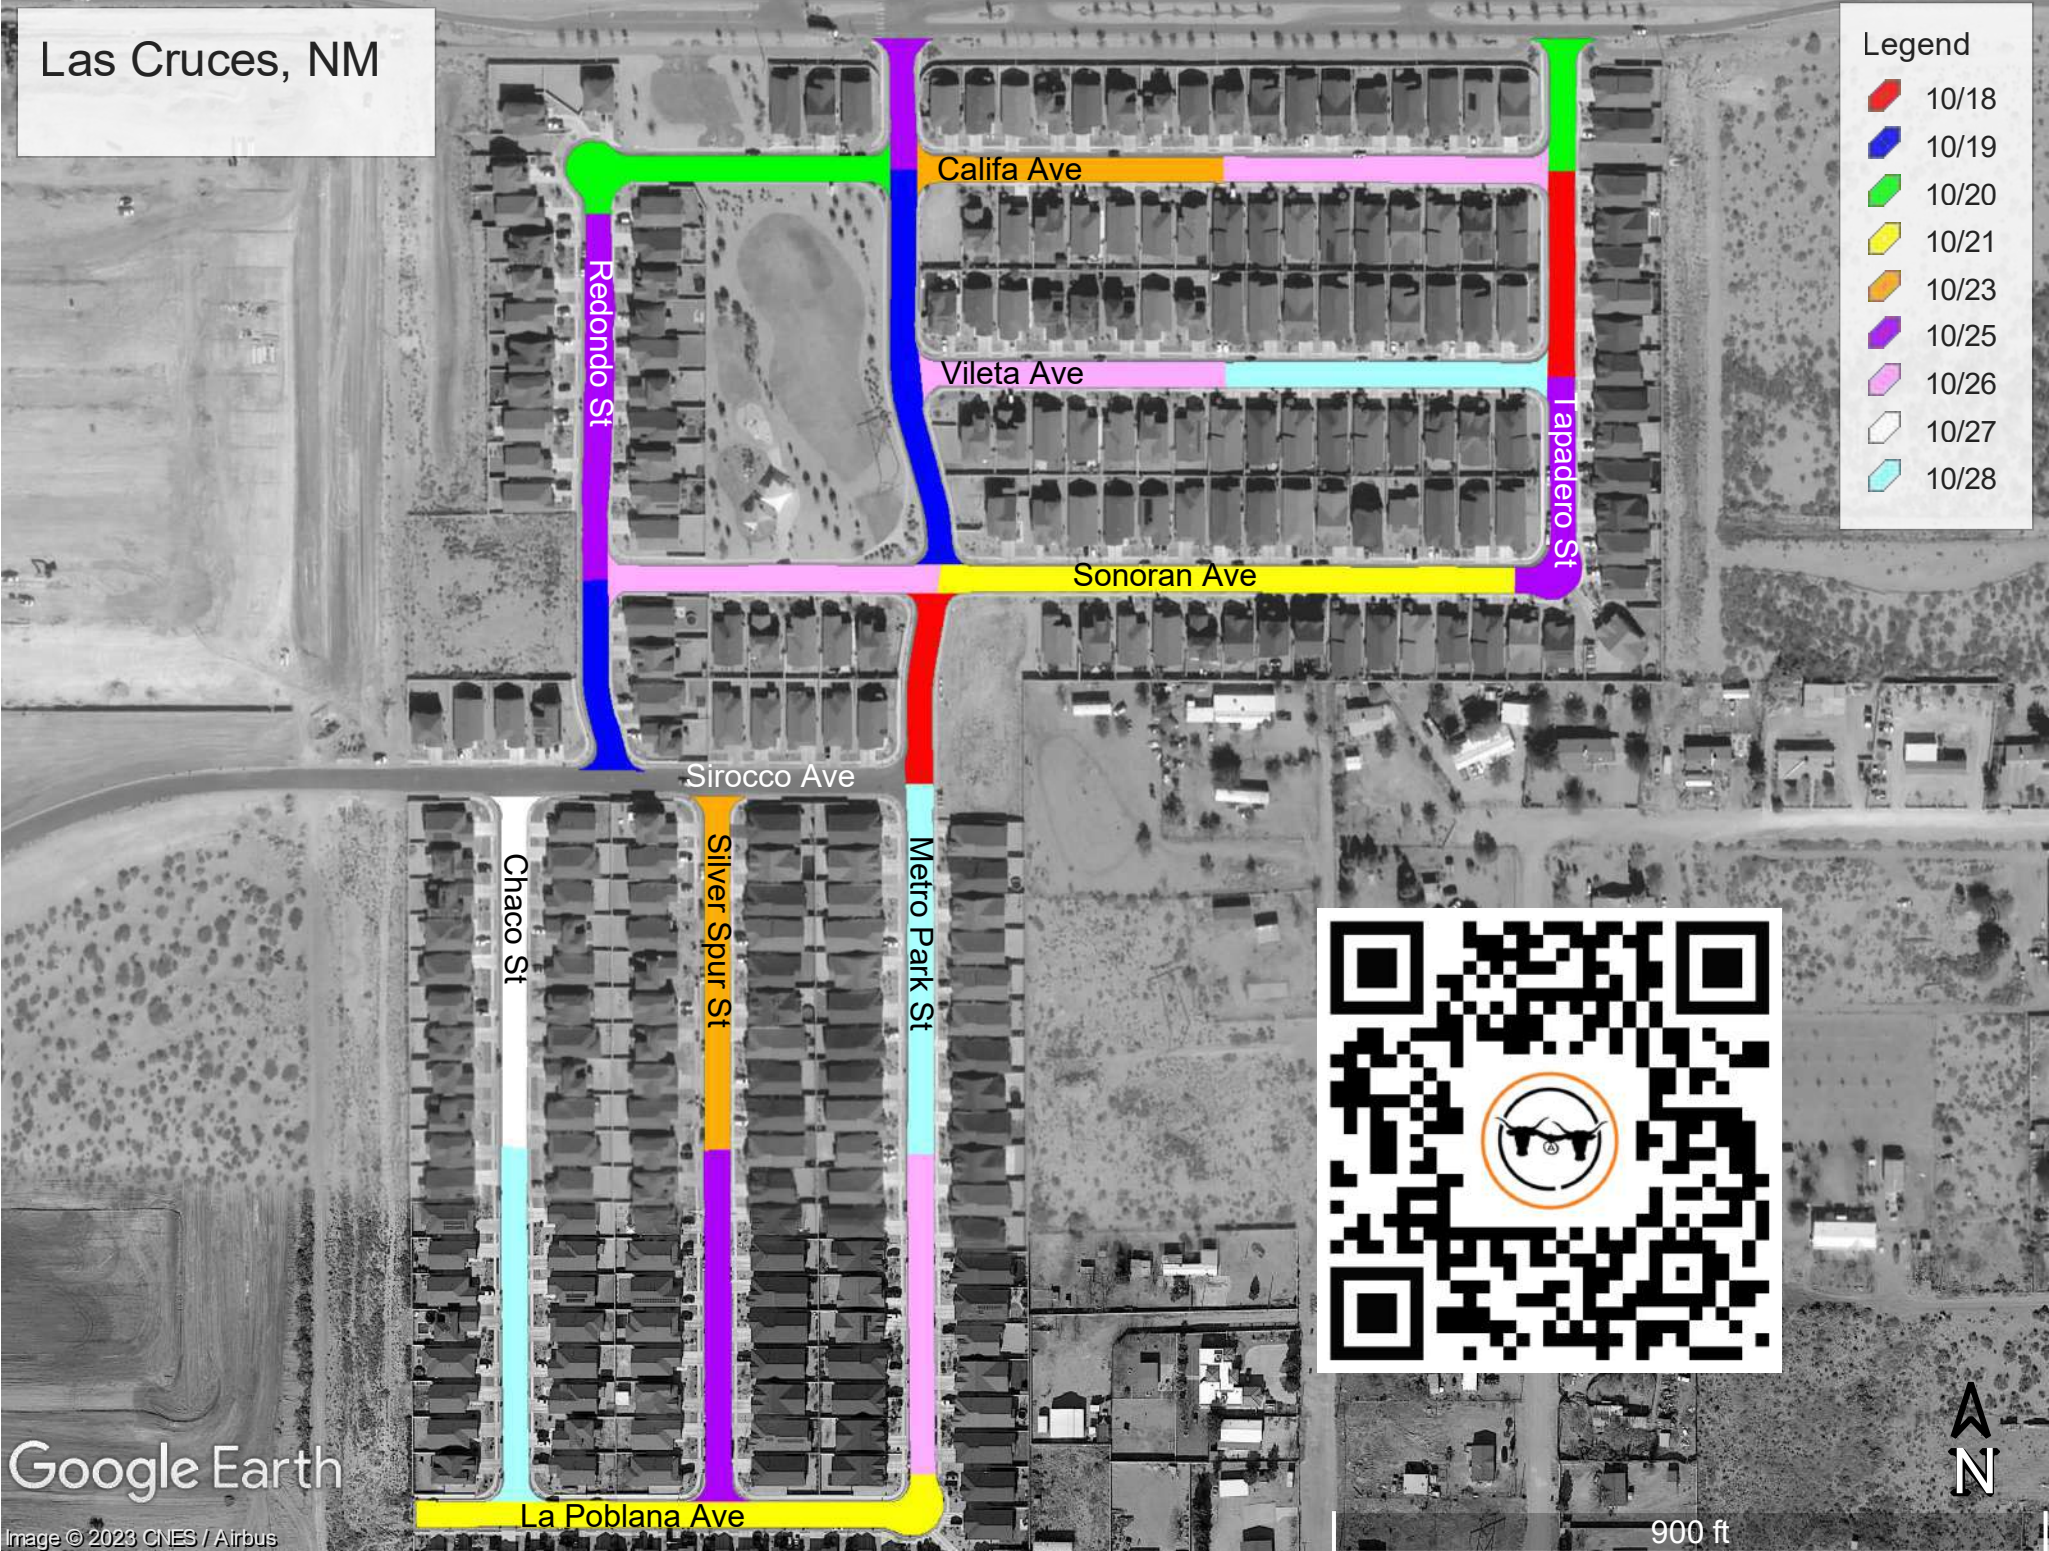 Las Cruces, NM
Legend
10/18
10/19
10/20
10/21
10/23
10/25
10/26
10/27
10/28
Califa Ave
Redondo St
Vileta Ave
Tapadero St
Sonoran Ave
Sirocco Ave
Chaco St
Silver Spur St
Metro Park St
La Poblana Ave
Google Earth
Image © 2023 CNES / Airbus
N
900 ft